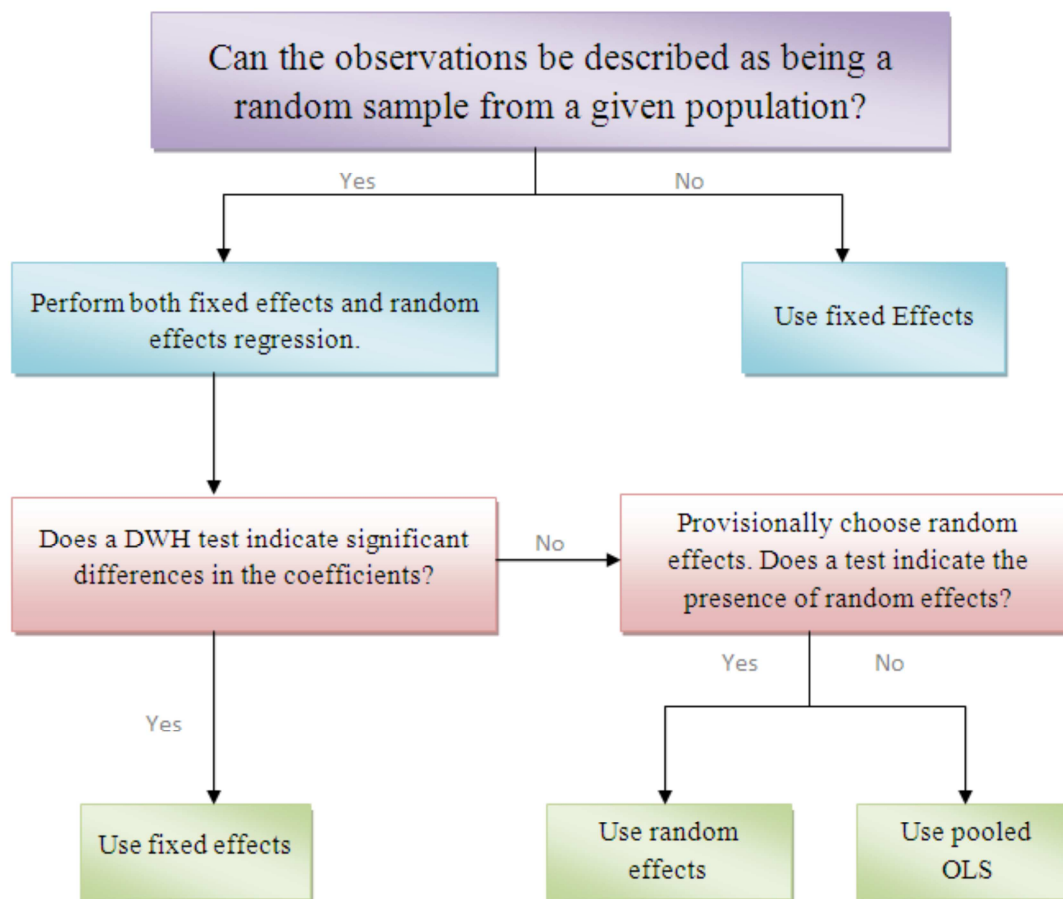 Can the observations be described as being a
random sample from a given population?
Yes
No
Perform both fixed effects and random
effects regression.
Use fixed Effects
Does a DWH test indicate significant
differences in the coefficients?
No
Provisionally choose random
effects. Does a test indicate the
presence of random effects?
Yes
No
Yes
Use fixed effects
Use random
effects
Use pooled
OLS